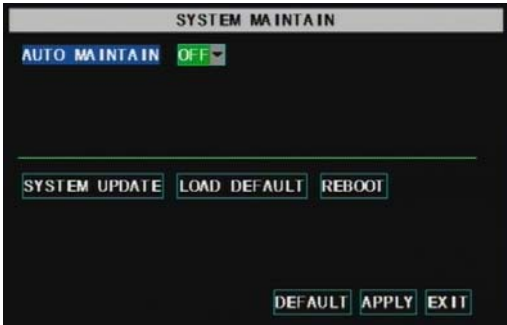 SYSTEM MAINTAIN
AUTO MAINTAIN OFF
SYSTEM UPDATE LOAD DEFAULT REBOOT
DEFAULT APPLY EXIT